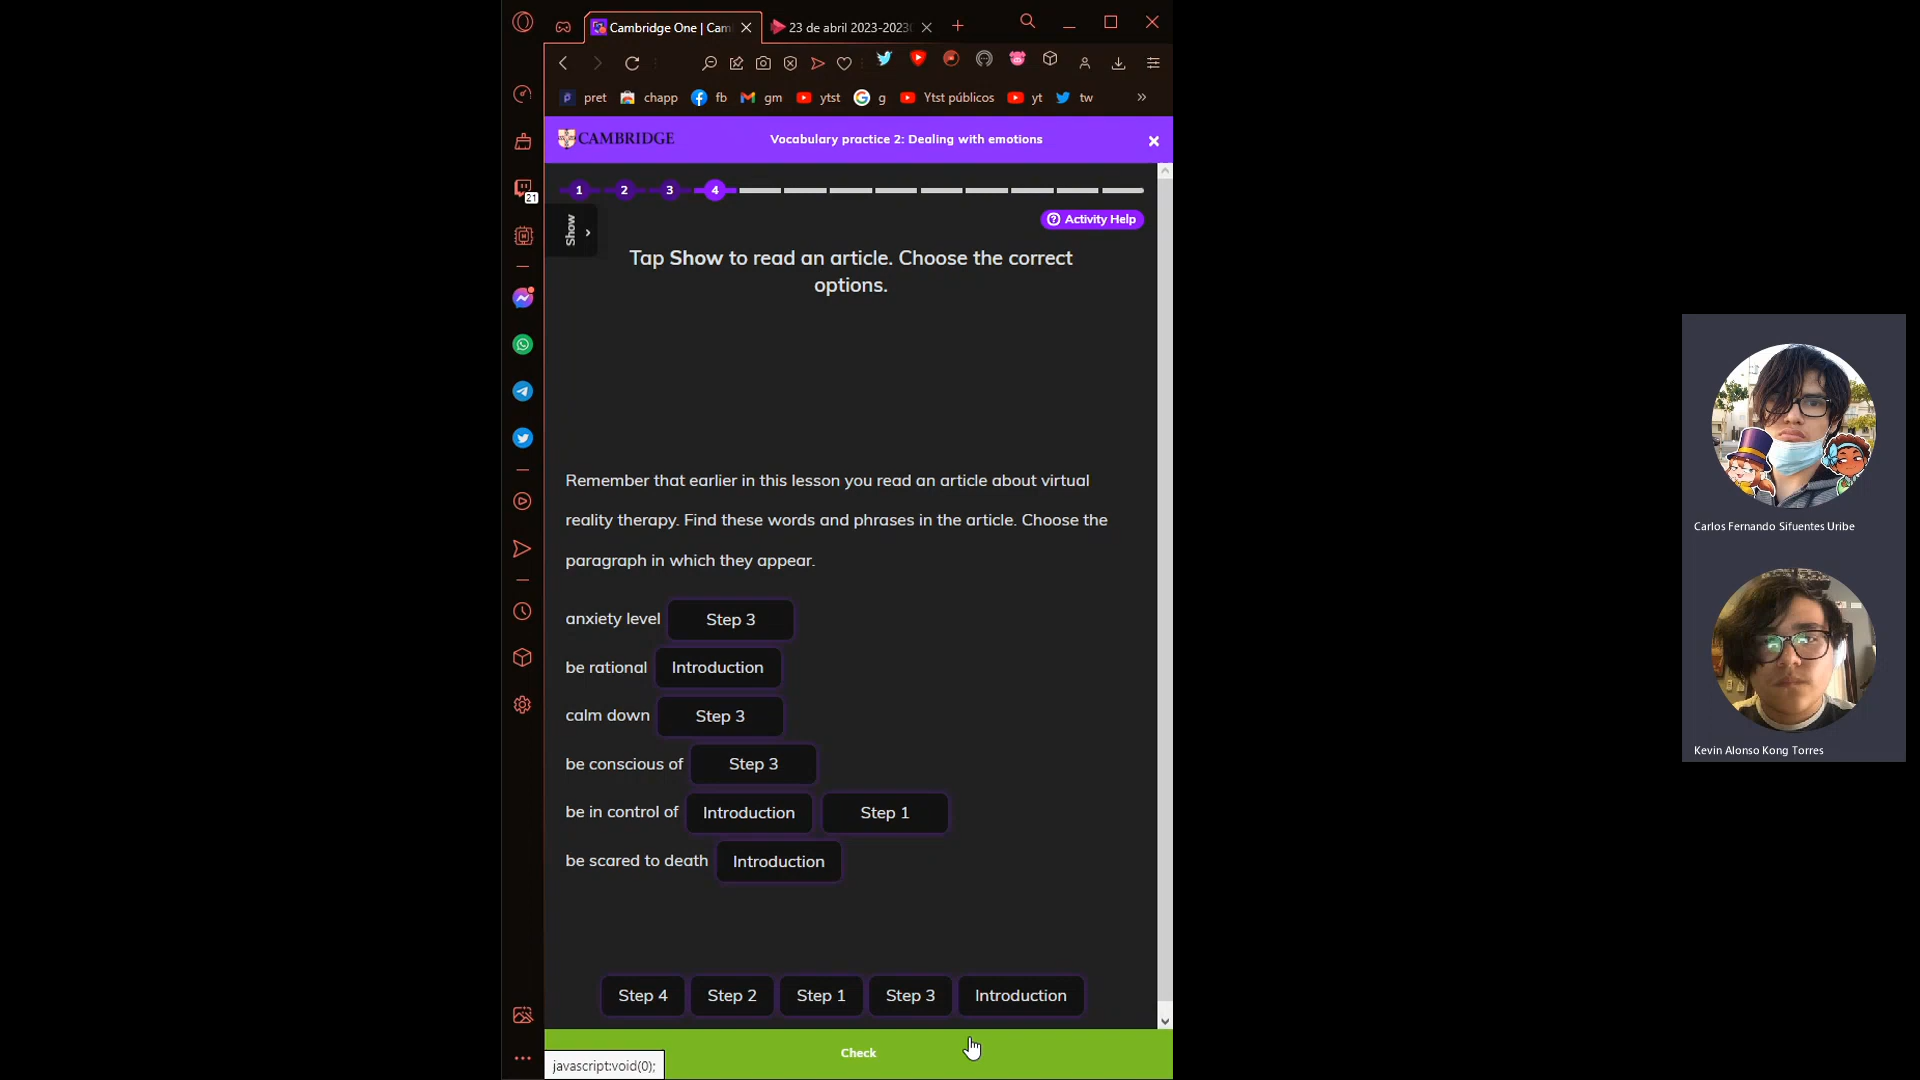 Cambridge One | Cam
23 de abril 2023-2023
pret
chapp
fb
gm
ytst
g
Ytst públicos
yt
tw
»
CAMBRIDGE
Vocabulary practice 2: Dealing with emotions
1
2
3
4
21
Show
Activity Help
Tap Show to read an article. Choose the correct
options.
Remember that earlier in this lesson you read an article about virtual
reality therapy. Find these words and phrases in the article. Choose the
paragraph in which they appear.
anxiety level Step 3
be rational Introduction
calm down Step 3
be conscious of Step 3
be in control of Introduction Step 1
be scared to death Introduction
Step 4 Step 2 Step 1 Step 3 Introduction
Check
javascript:void(0);
Carlos Fernando Sifuentes Uribe
Kevin Alonso Kong Torres